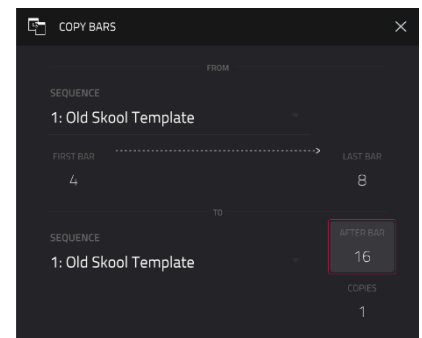 COPY BARS
FROM
SEQUENCE
1: Old Skool Template
FIRST BAR
LAST BAR
4
8
TO
SEQUENCE
AFTER BAR
1: Old Skool Template
16
COPIES
1